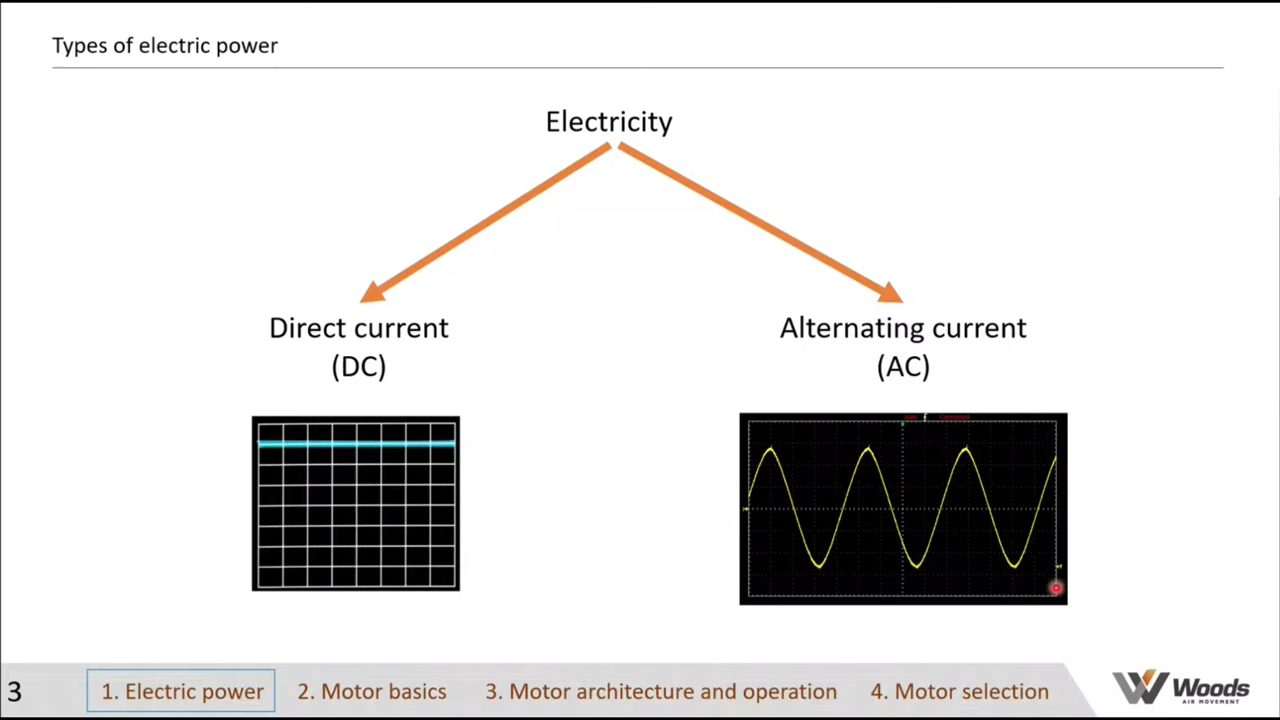 Types of electric power
Electricity
Direct current
(DC)
Alternating current
(AC)
3
1. Electric power
2. Motor basics
3. Motor architecture and operation
4. Motor selection
Woods
AIR MOVEMENT